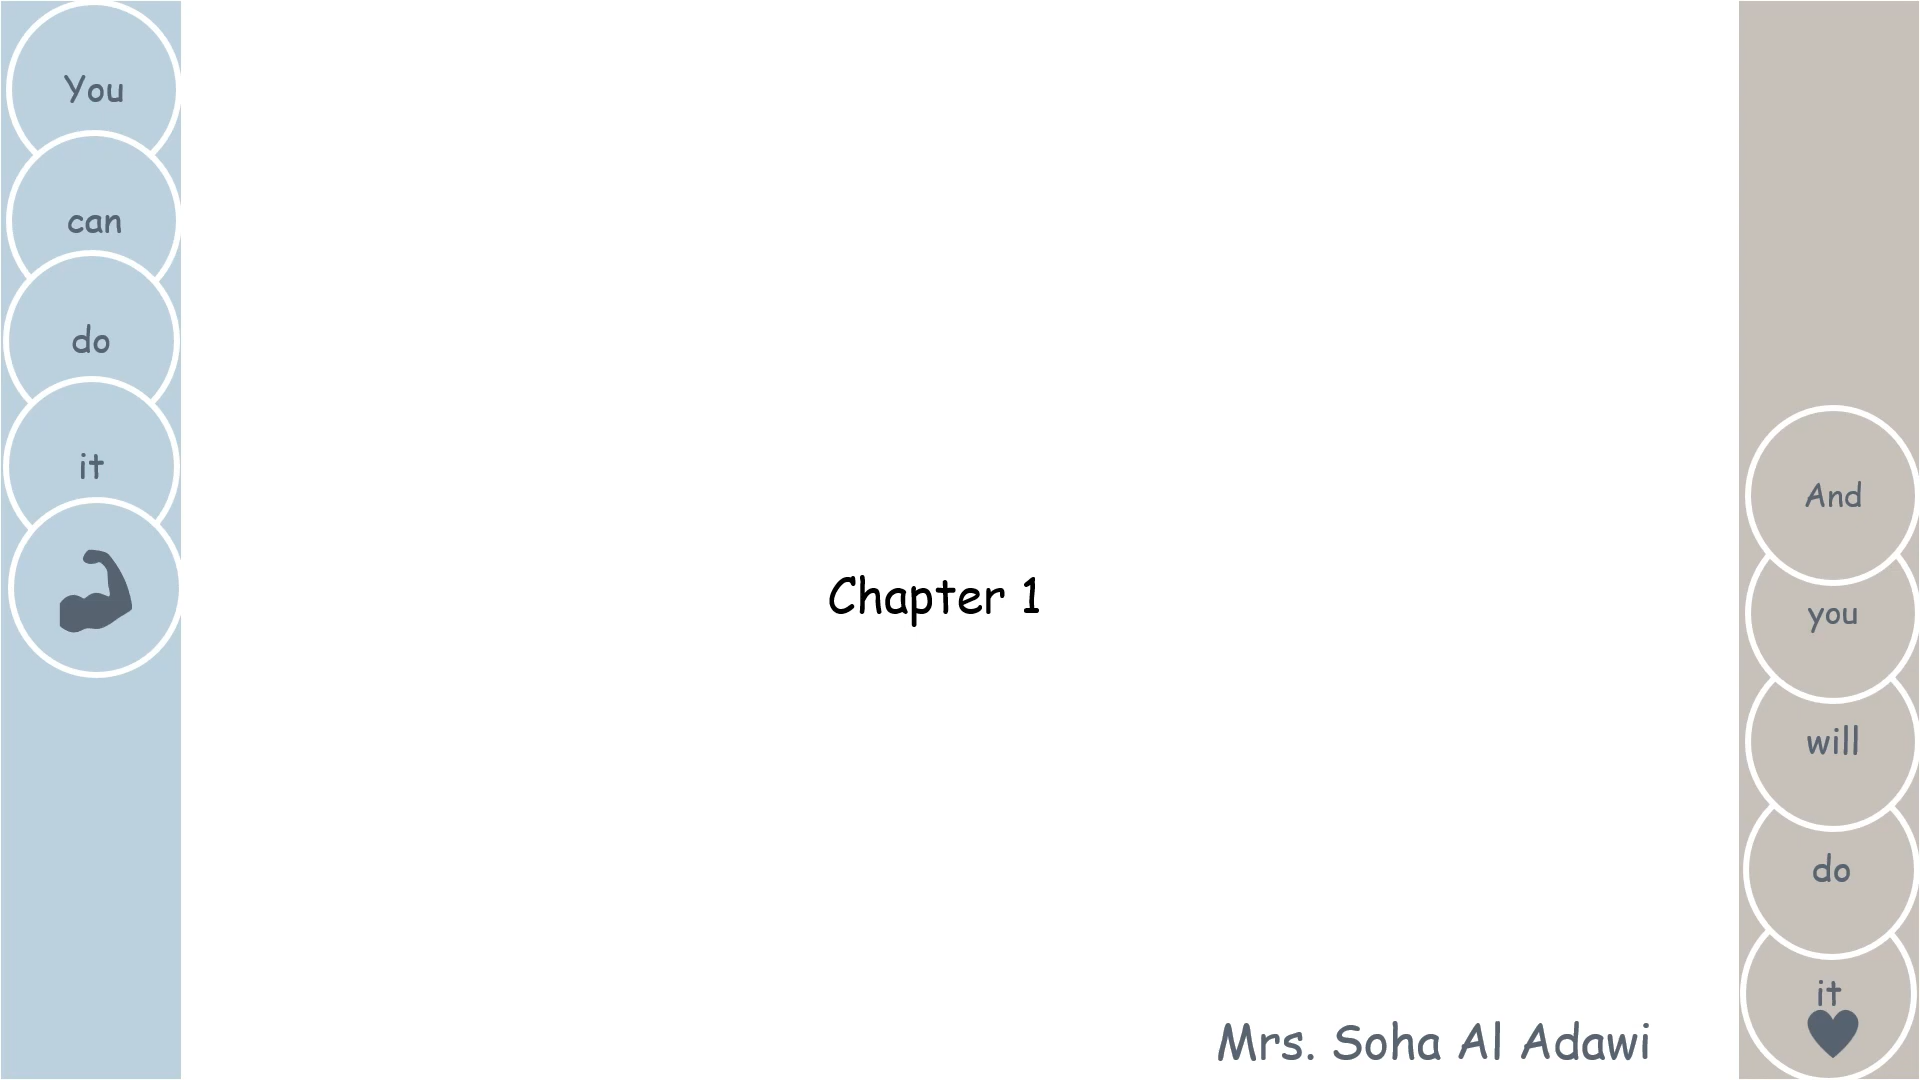 You
can
do
it
Chapter 1
Mrs. Soha Al Adawi
And
you
will
do
it